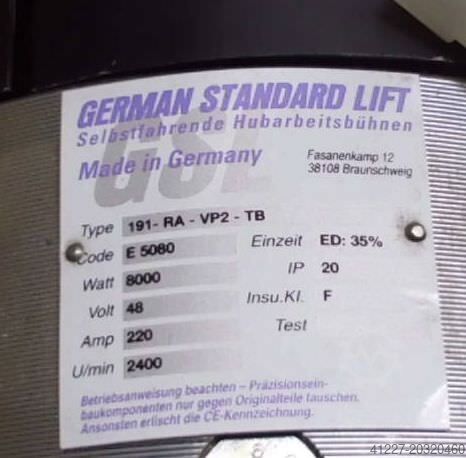 GERMAN STANDARD LIFT
Selbstfahrende Hubarbeitsbühnen
GSL
Made in Germany
Fasanenkamp 12
38108 Braunschweig
Type 191- RA - VP2 - TB
Code E 5080
Einzeit ED: 35%
Watt 8000
IP 20
Volt 48
Insu.Kl. F
Amp 220
Test
U/min 2400
Betriebsanweisung beachten – Präzisionsein-
baukomponenten nur gegen Originalteile tauschen.
Ansonsten erlischt die CE-Kennzeichnung.
41227-20320460